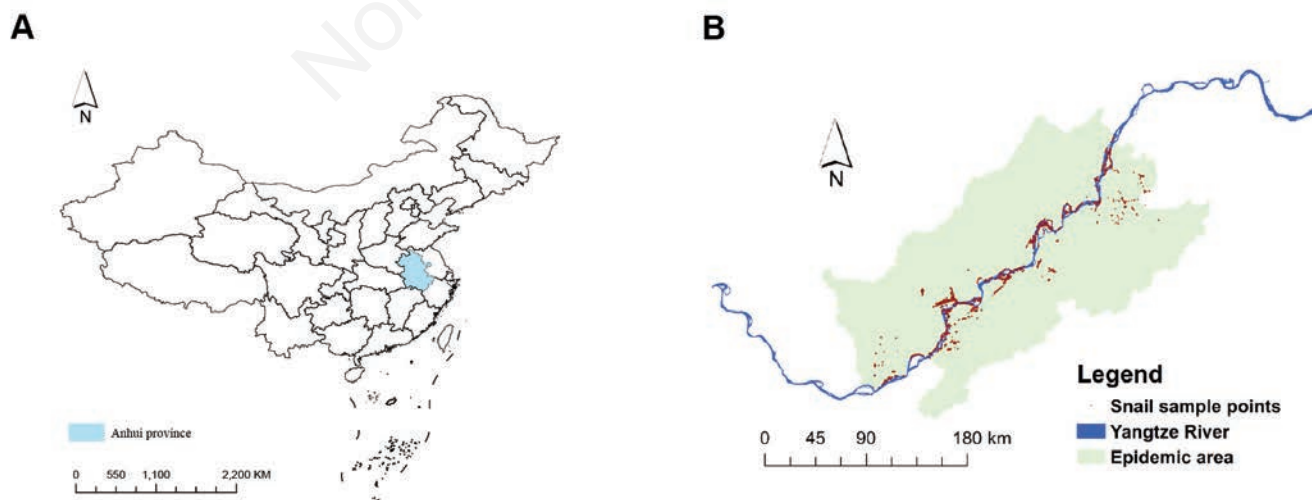 A
Non
N
Anhui province
0 550 1,100 2,200 KM
B
N
Legend
Snail sample points
Yangtze River
Epidemic area
0 45 90 180 km